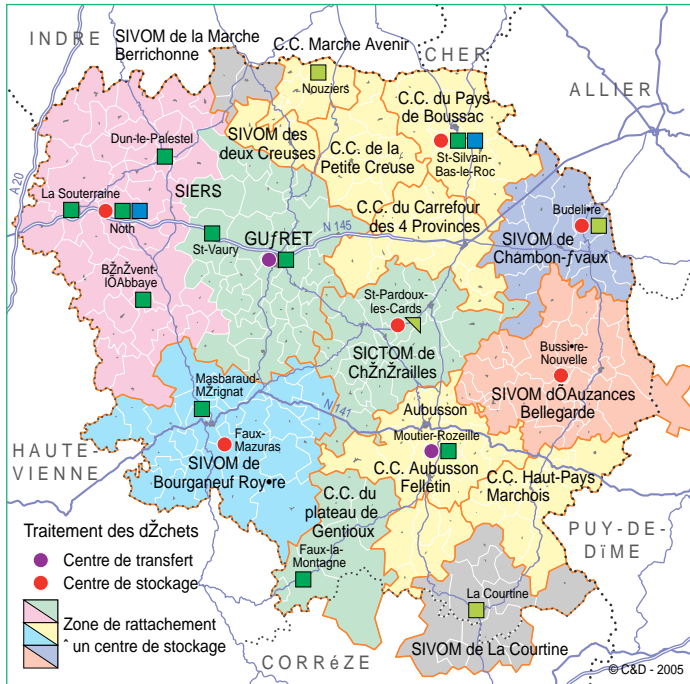 INDRE
SIVOM de la Marche
Berrichonne
C.C. Marche Avenir
CHER
ALLIER
Nouziers
C.C. du Pays
de Boussac
Dun-le-Palestel
SIVOM des
deux Creuses
C.C. de la
Petite Creuse
St-Silvain-
Bas-le-Roc
A 20
La Souterraine
SIERS
Noth
C.C. du Carrefour
des 4 Provinces
Budeli•re
St-Vaury
GUƒRET
N 145
SIVOM de
Chambon-ƒvaux
BŽnŽvent-
lÕAbbaye
St-Pardoux-
les-Cards
SICTOM de
ChŽnŽrailles
Bussi•re-
Nouvelle
SIVOM dÕAuzances
Bellegarde
Masbaraud-
MŽrignat
N 141
Aubusson
Moutier-Rozeille
HAUTE-
VIENNE
Faux-
Mazuras
SIVOM de
Bourganeuf Roy•re
C.C. Aubusson
Felletin
C.C. Haut-Pays
Marchois
C.C. du
plateau de
Gentioux
PUY-DE-
DïME
Traitement des dŽchets
Centre de transfert
Centre de stockage
Faux-la-
Montagne
La Courtine
Zone de rattachement
un centre de stockage
SIVOM de La Courtine
CORRéZE
© C&D - 2005